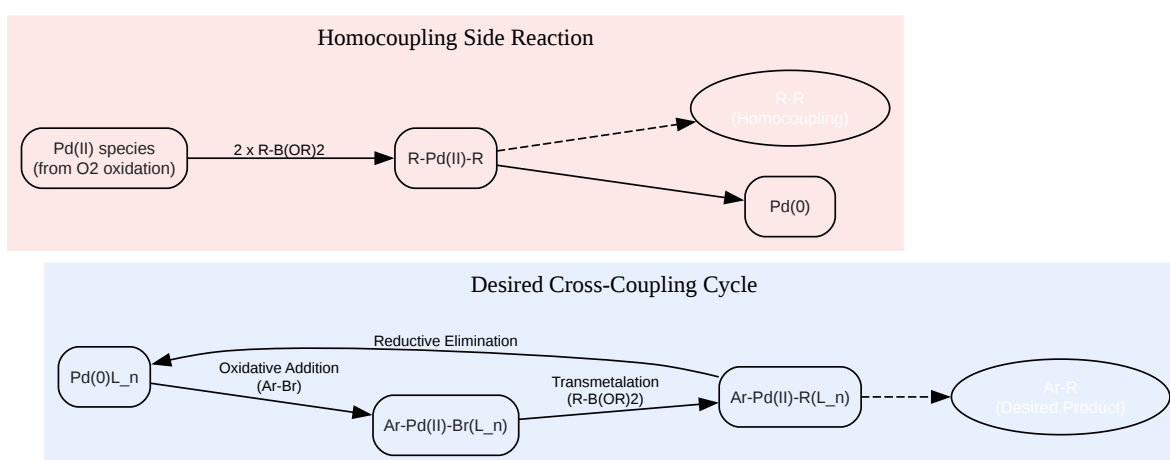 Homocoupling Side Reaction
R-R
(Homocoupling)
Pd(II) species
(from O2 oxidation)
2 x R-B(OR)2
R-Pd(II)-R
Pd(0)
Desired Cross-Coupling Cycle
Reductive Elimination
Pd(0)L_n
Oxidative Addition
(Ar-Br)
Ar-Pd(II)-Br(L_n)
Transmetalation
(R-B(OR)2)
Ar-Pd(II)-R(L_n)
Ar-R
(Desired Product)